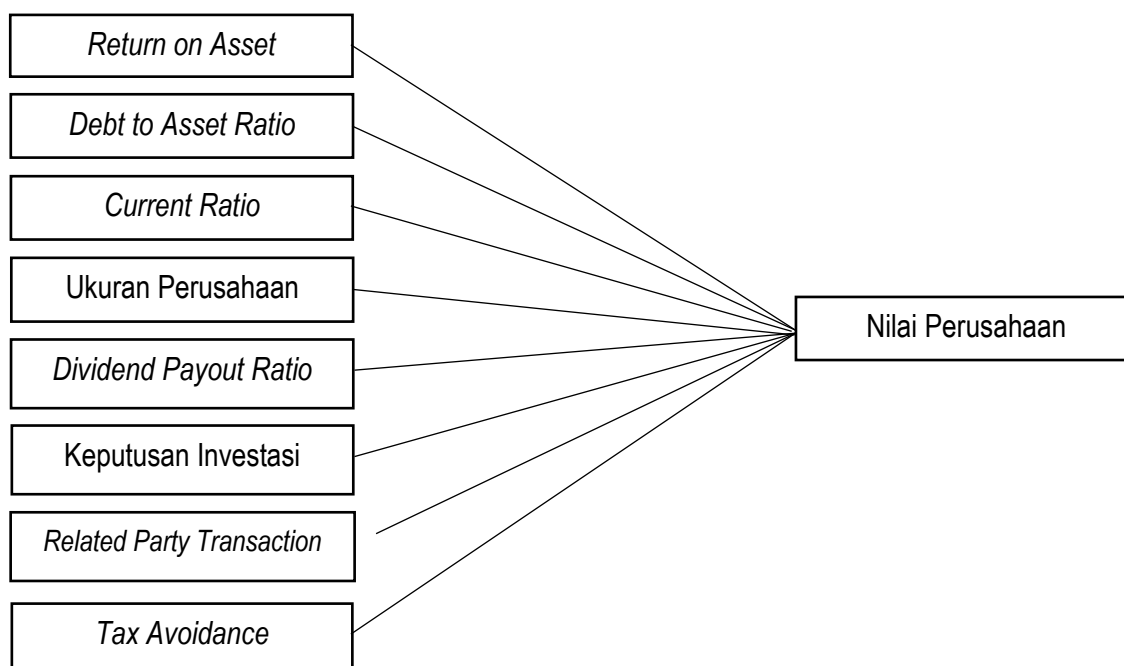 Return on Asset
Debt to Asset Ratio
Current Ratio
Ukuran Perusahaan
Nilai Perusahaan
Dividend Payout Ratio
Keputusan Investasi
Related Party Transaction
Tax Avoidance